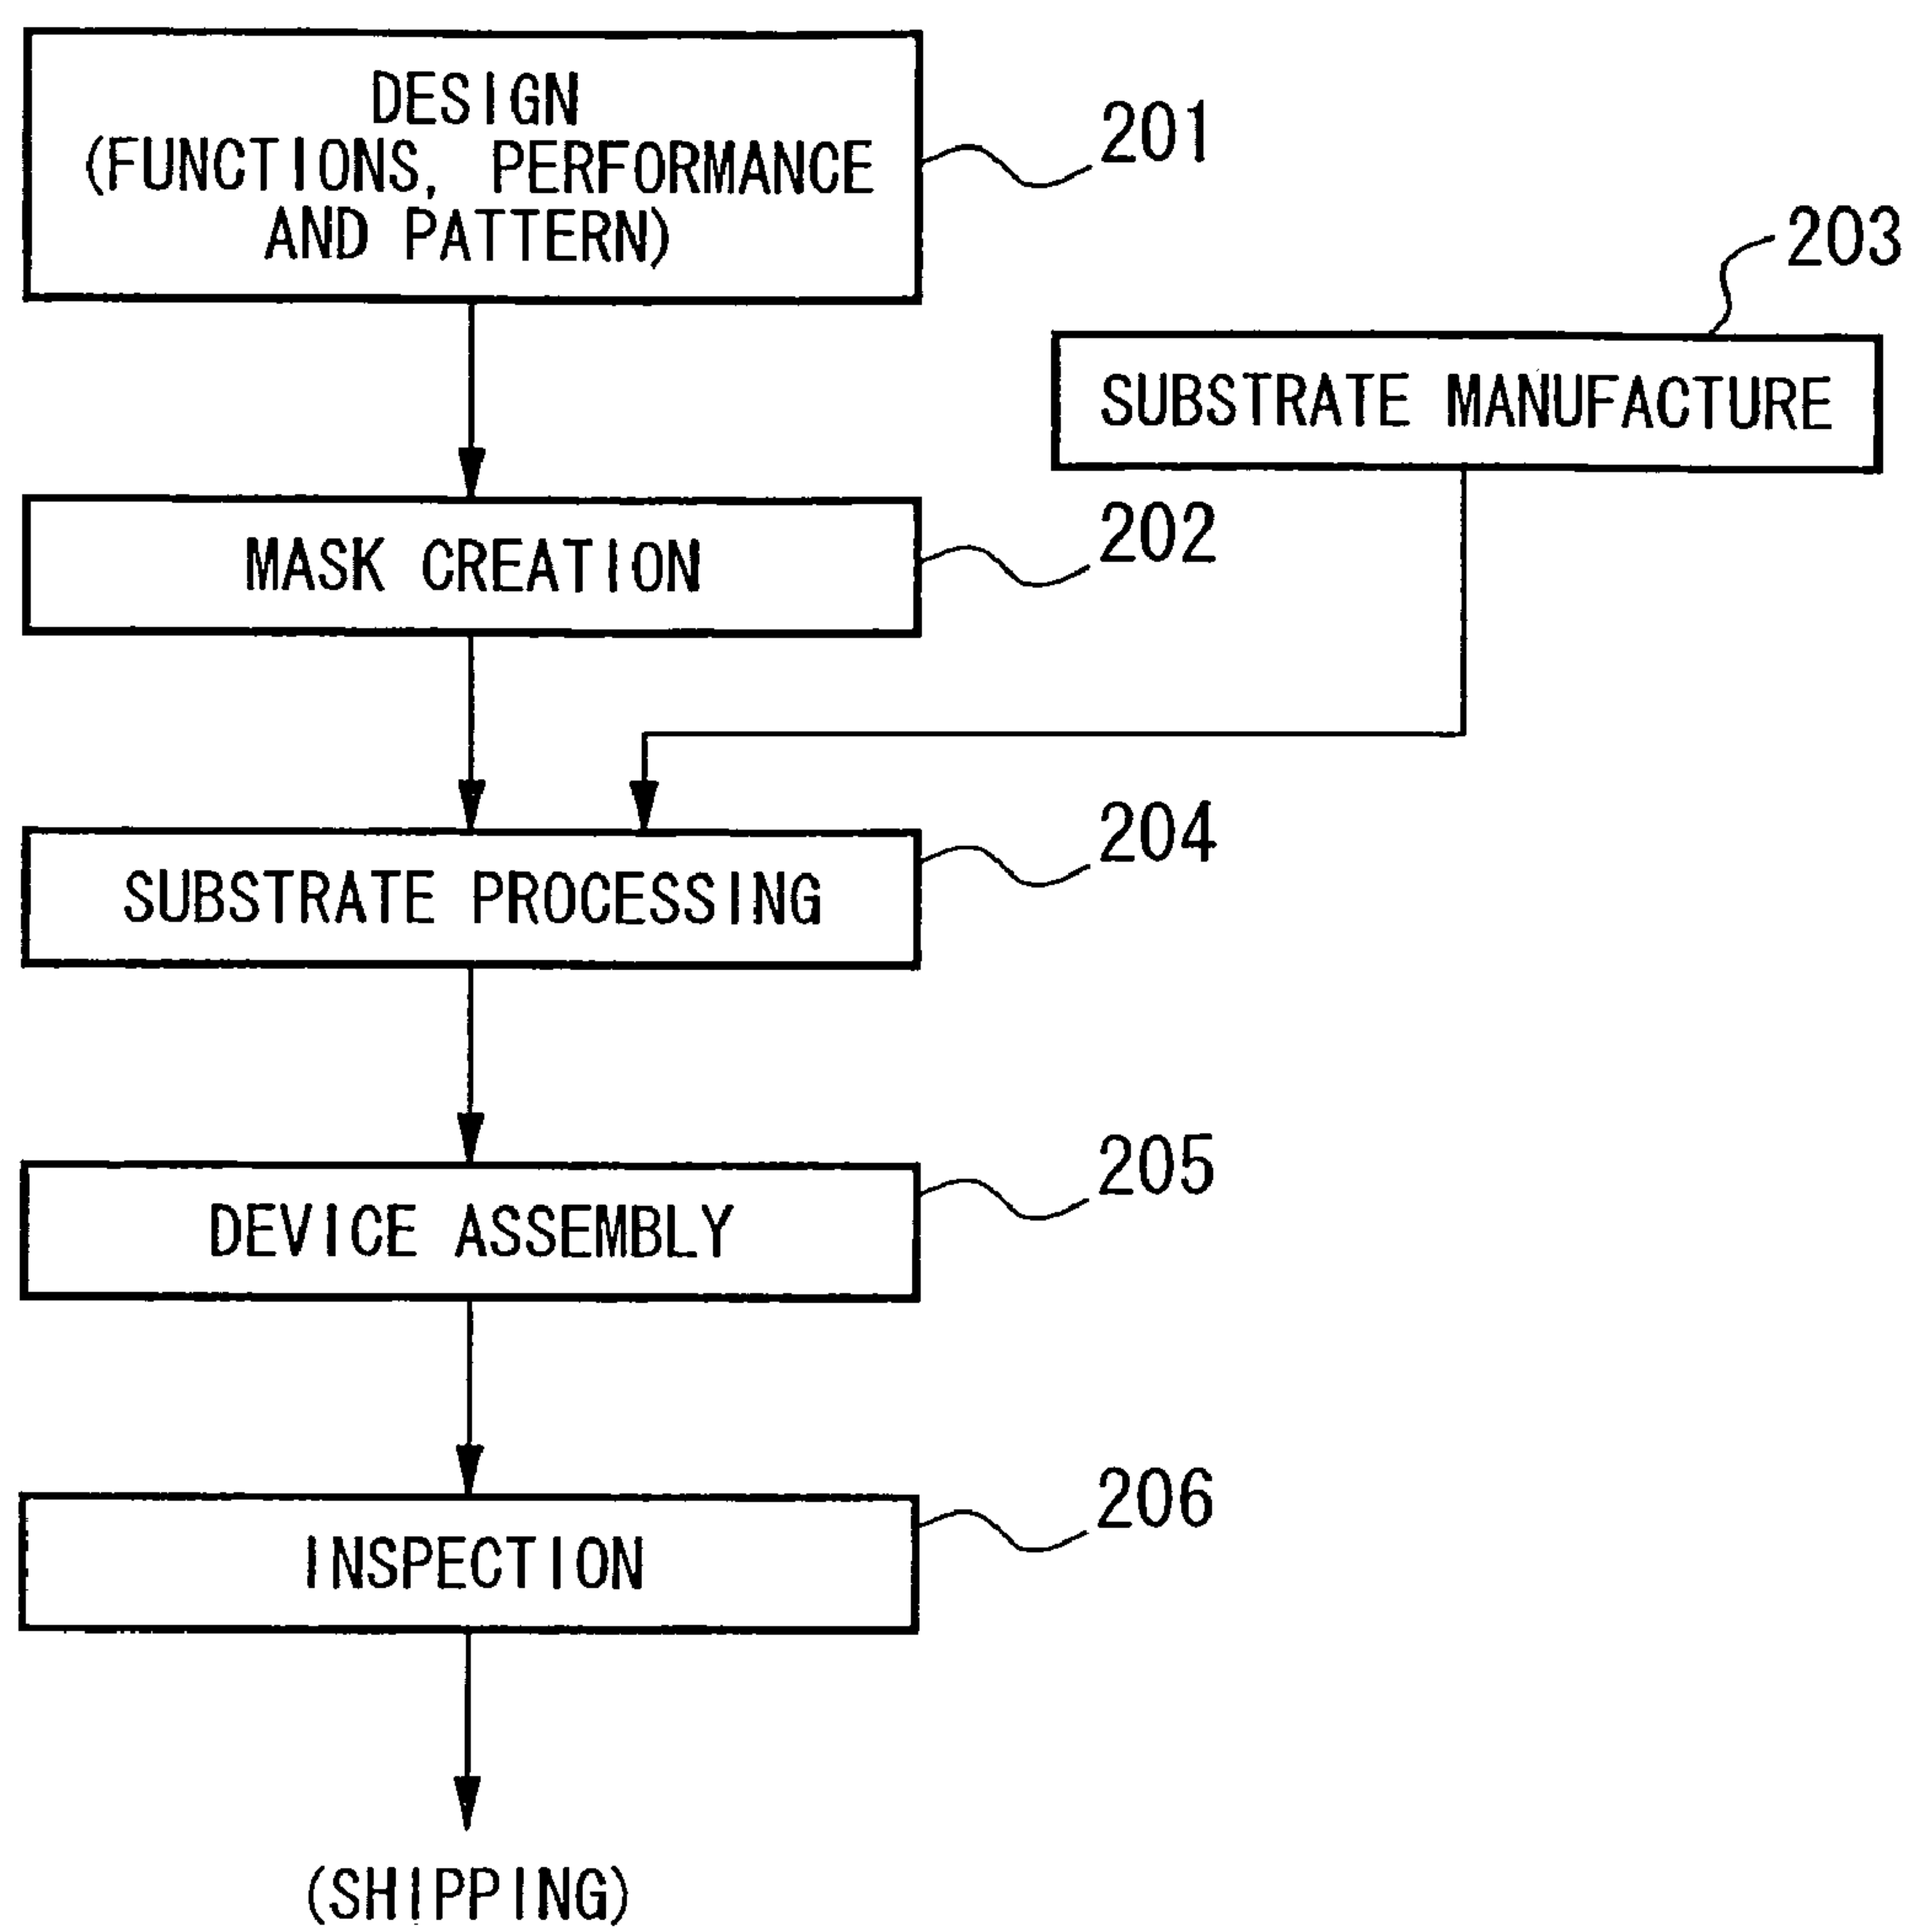 DESIGN
(FUNCTIONS, PERFORMANCE
AND PATTERN)
201
203
SUBSTRATE MANUFACTURE
MASK CREATION
202
SUBSTRATE PROCESSING
204
DEVICE ASSEMBLY
205
INSPECTION
206
(SHIPPING)